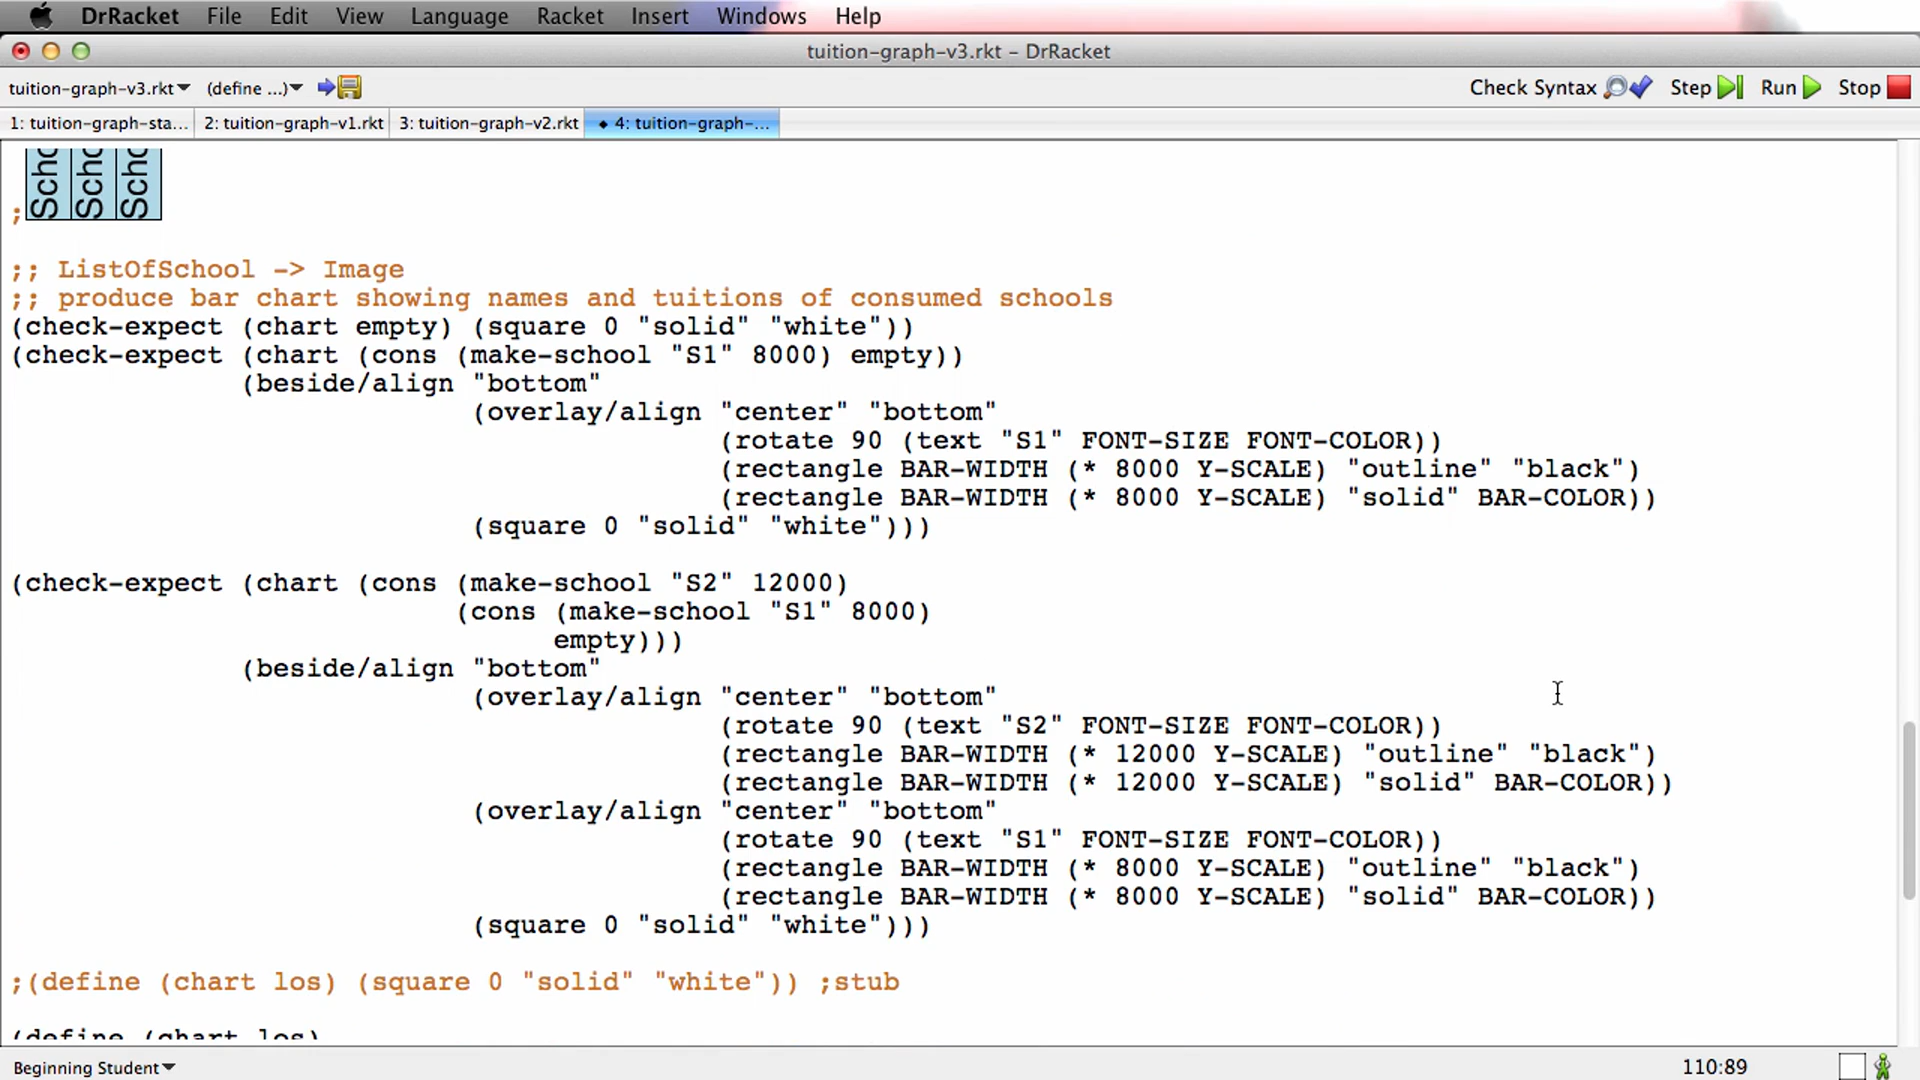 DrRacket File Edit View Language Racket Insert Windows Help
tuition-graph-v3.rkt - DrRacket
tuition-graph-v3.rkt (define ...) Check Syntax Step Run Stop
1: tuition-graph-sta... 2: tuition-graph-v1.rkt 3: tuition-graph-v2.rkt 4: tuition-graph-...
; Scho Scho Scho
;; ListOfSchool -> Image
;; produce bar chart showing names and tuitions of consumed schools
(check-expect (chart empty) (square 0 "solid" "white"))
(check-expect (chart (cons (make-school "S1" 8000) empty))
(beside/align "bottom"
(overlay/align "center" "bottom"
(rotate 90 (text "S1" FONT-SIZE FONT-COLOR))
(rectangle BAR-WIDTH (* 8000 Y-SCALE) "outline" "black")
(rectangle BAR-WIDTH (* 8000 Y-SCALE) "solid" BAR-COLOR))
(square 0 "solid" "white")))
(check-expect (chart (cons (make-school "S2" 12000)
(cons (make-school "S1" 8000)
empty)))
(beside/align "bottom"
(overlay/align "center" "bottom"
(rotate 90 (text "S2" FONT-SIZE FONT-COLOR))
(rectangle BAR-WIDTH (* 12000 Y-SCALE) "outline" "black")
(rectangle BAR-WIDTH (* 12000 Y-SCALE) "solid" BAR-COLOR))
(overlay/align "center" "bottom"
(rotate 90 (text "S1" FONT-SIZE FONT-COLOR))
(rectangle BAR-WIDTH (* 8000 Y-SCALE) "outline" "black")
(rectangle BAR-WIDTH (* 8000 Y-SCALE) "solid" BAR-COLOR))
(square 0 "solid" "white")))
;(define (chart los) (square 0 "solid" "white")) ;stub
(define (chart los)
Beginning Student 110:89